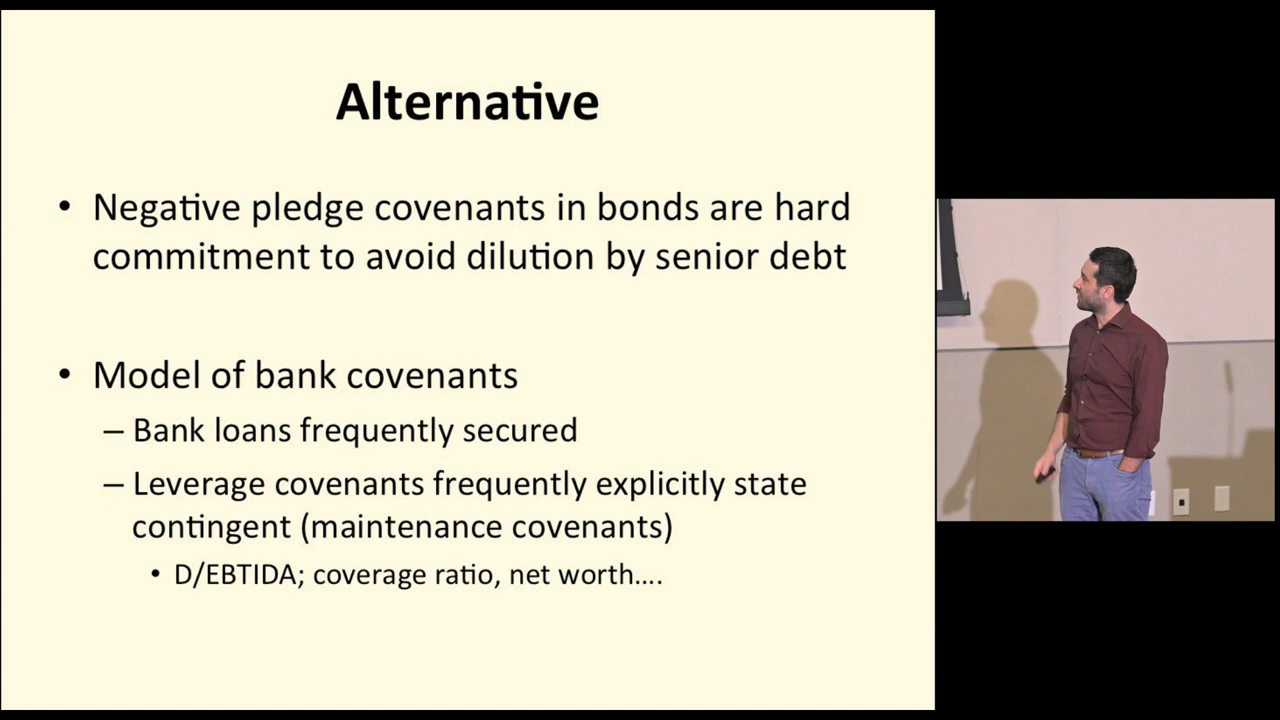 Alternative
• Negative pledge covenants in bonds are hard
commitment to avoid dilution by senior debt
• Model of bank covenants
– Bank loans frequently secured
– Leverage covenants frequently explicitly state
contingent (maintenance covenants)
• D/EBTIDA; coverage ratio, net worth....